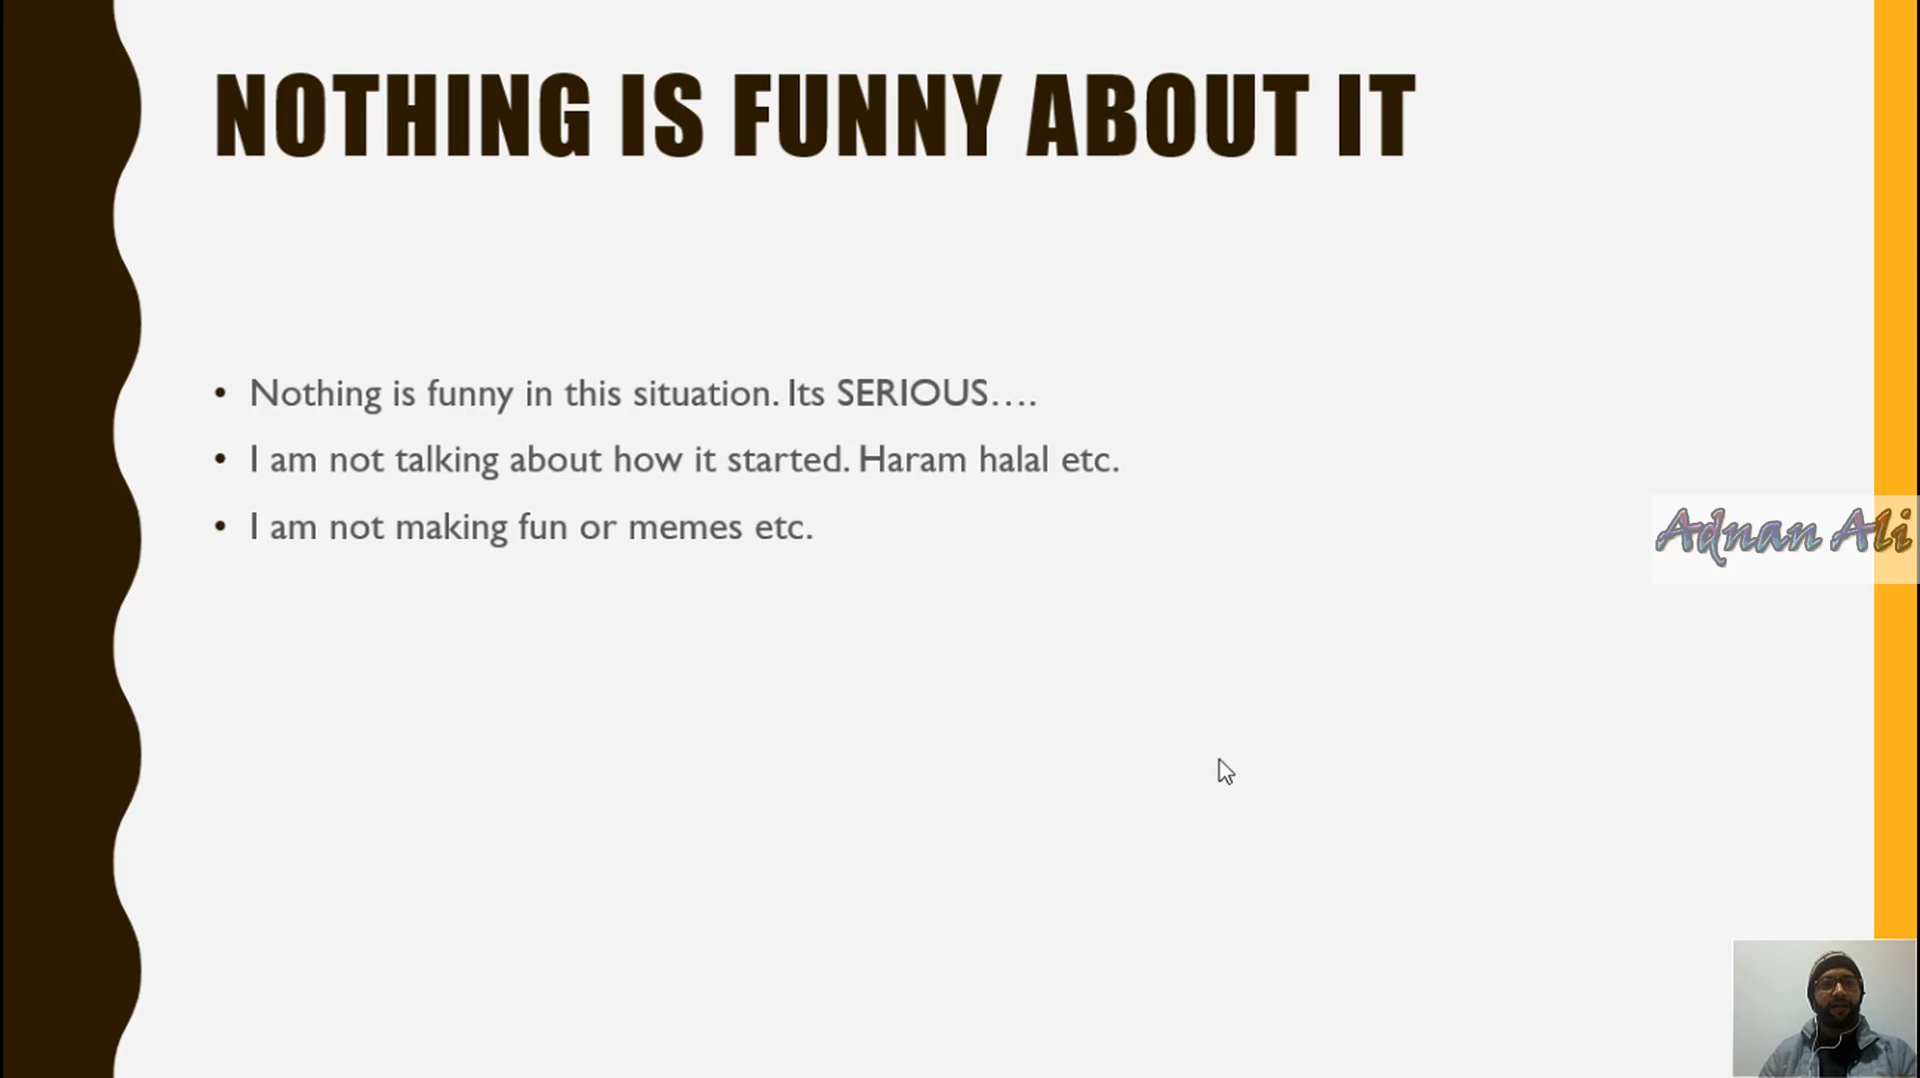 NOTHING IS FUNNY ABOUT IT
• Nothing is funny in this situation. Its SERIOUS....
• I am not talking about how it started. Haram halal etc.
• I am not making fun or memes etc.
Adnan Ali